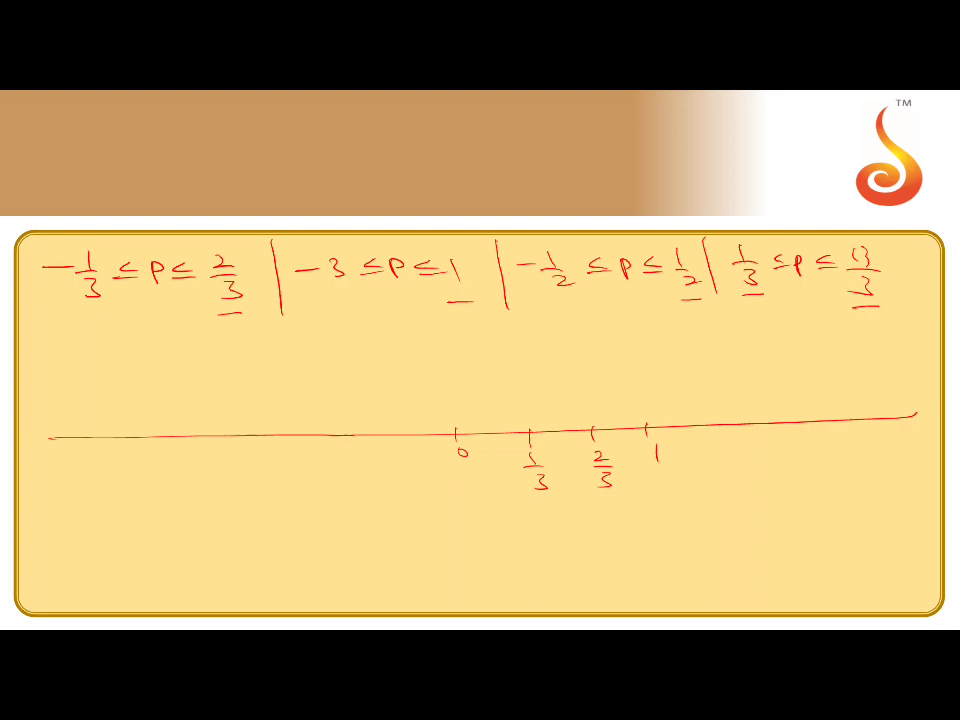 TM
-1/3 ≤ P ≤ 2/3 | -3 ≤ P ≤ 1 | -1/2 ≤ P ≤ 1/2 | 1/3 ≤ P ≤ 13/3
0 1/3 2/3 1